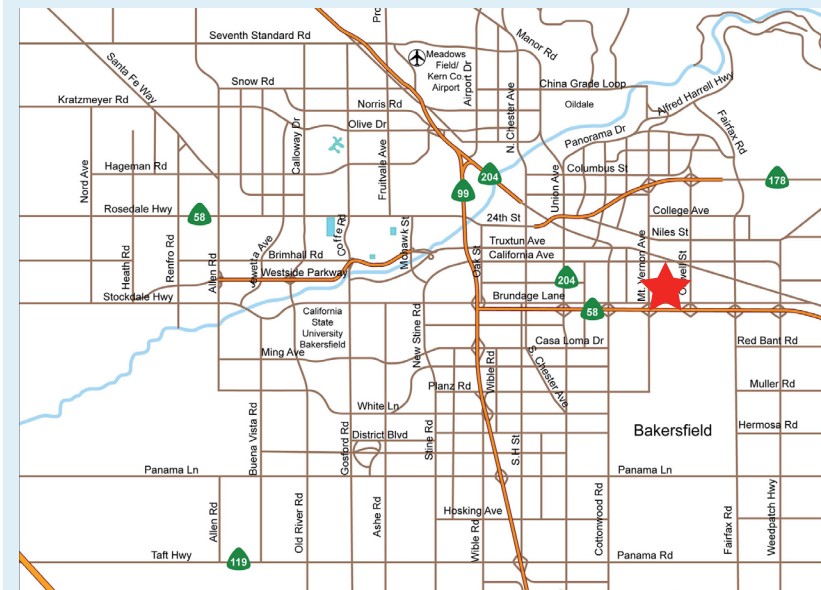 Seventh Standard Rd
Santa Fe Way
Manor Rd
Meadows
Field/
Kern Co.
Airport
Airport Dr
N. Chester Ave
China Grade Loop
Oildale
Alfred Harrell Hwy
Snow Rd
Kratzmeyer Rd
Norris Rd
Olive Dr
Calloway Dr
Fruitvale Ave
Panorama Dr
Fairfax Rd
Nord Ave
Hageman Rd
204
99
Union Ave
Columbus St
178
Rosedale Hwy
58
24th St
College Ave
Niles St
Coffe Rd
Mohawk St
Truxtun Ave
California Ave
Heath Rd
Renfro Rd
Allen Rd
Brimhall Rd
Westside Parkway
Oak St
204
Mt. Vernon Ave
Stockdale Hwy
Brundage Lane
58
California
State
University
Bakersfield
New Stine Rd
Casa Loma Dr
Red Bant Rd
Ming Ave
Wible Rd
S. Chester Ave
Planz Rd
Muller Rd
White Ln
Bakersfield
Hermosa Rd
District Blvd
Buena Vista Rd
Gosford Rd
Stine Rd
S.H St
Panama Ln
Panama Ln
Allen Rd
Old River Rd
Ashe Rd
Hosking Ave
Wible Rd
Cottonwood Rd
Fairfax Rd
Weedpatch Hwy
Taft Hwy
119
Panama Rd